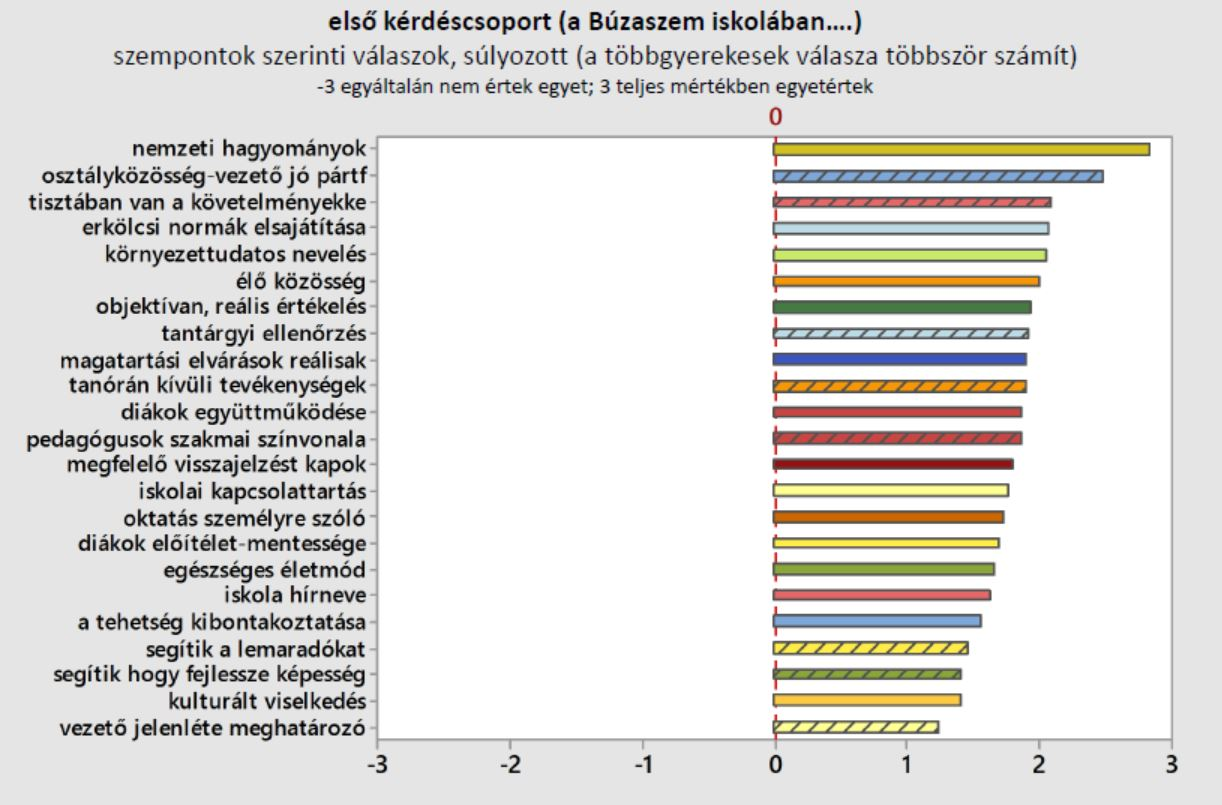 első kérdéscsoport (a Búzaszem iskolában....)
szempontok szerinti válaszok, súlyozott (a többgyerekesek válasza többször számít)
-3 egyáltalán nem értek egyet; 3 teljes mértékben egyetértek
0
nemzeti hagyományok
osztályközösség-vezető jó pártf
tisztában van a követelményekke
erkölcsi normák elsajátítása
környezettudatos nevelés
élő közösség
objektívan, reális értékelés
tantárgyi ellenőrzés
magatartási elvárások reálisak
tanórán kívüli tevékenységek
diákok együttműködése
pedagógusok szakmai színvonala
megfelelő visszajelzést kapok
iskolai kapcsolattartás
oktatás személyre szóló
diákok előítélet-mentessége
egészséges életmód
iskola hírneve
a tehetség kibontakoztatása
segítik a lemaradókat
segítik hogy fejlessze képesség
kulturált viselkedés
vezető jelenléte meghatározó
-3 -2 -1 0 1 2 3